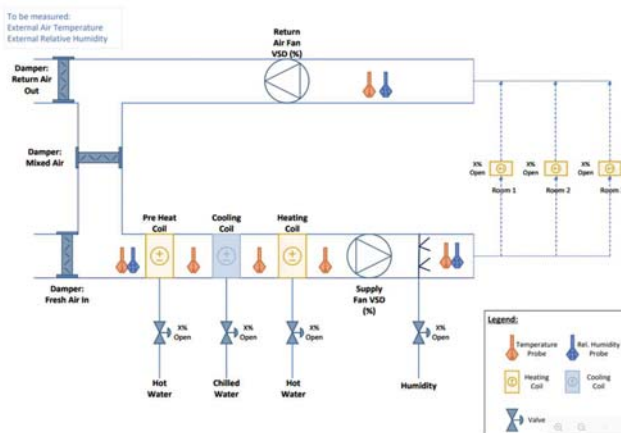 To be measured:
External Air Temperature
External Relative Humidity
Return
Air Fan
VSD (%)
Damper:
Return Air
Out
Damper:
Mixed Air
X%
Open
X%
Open
X%
Open
Room 1
Room 2
Room
Pre Heat
Coil
Cooling
Coil
Heating
Coil
Damper:
Fresh Air In
Supply
Fan VSD
(%)
X%
Open
X%
Open
X%
Open
X%
Open
Hot
Water
Chilled
Water
Hot
Water
Humidity
Legend:
Temperature
Probe
Rel. Humidity
Probe
Heating
Coil
Cooling
Coil
Valve